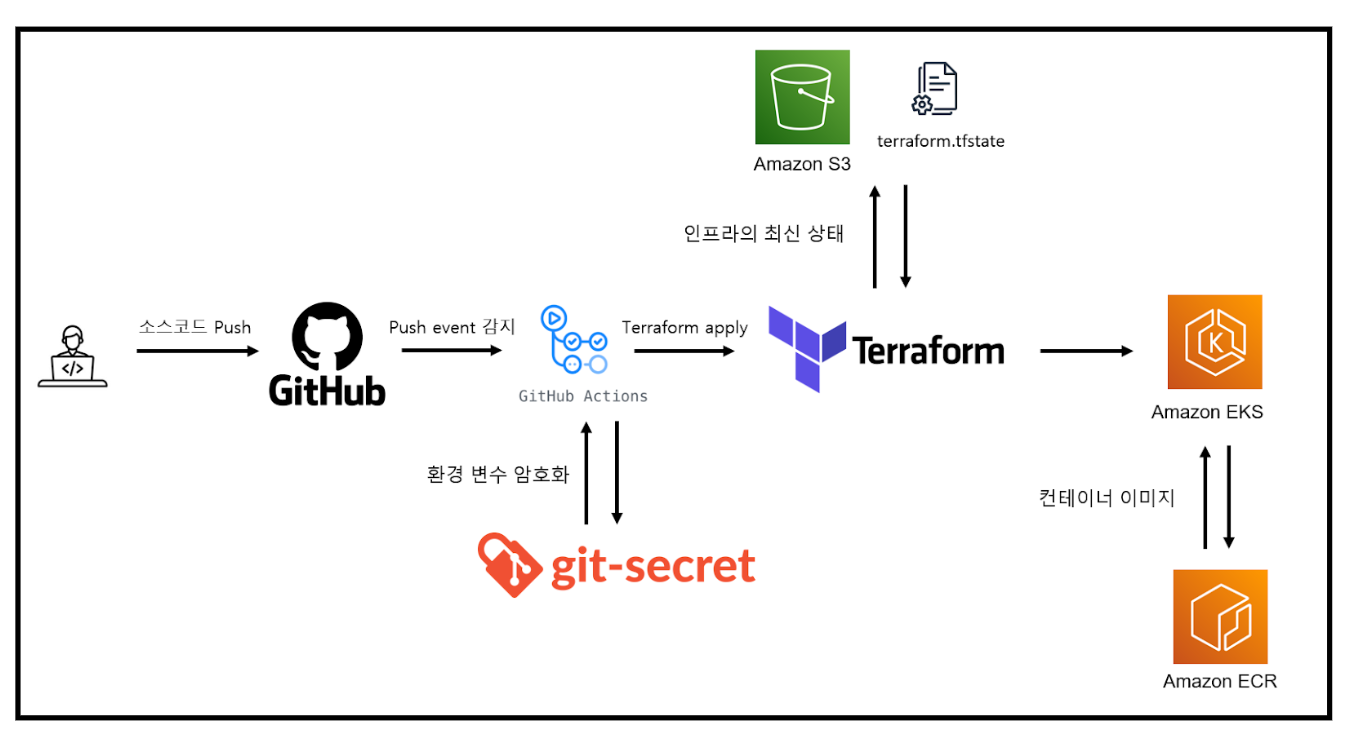 Amazon S3
terraform.tfstate
인프라의 최신 상태
소스코드 Push
GitHub
Push event 감지
GitHub Actions
Terraform apply
Terraform
Amazon EKS
환경 변수 암호화
git-secret
컨테이너 이미지
Amazon ECR